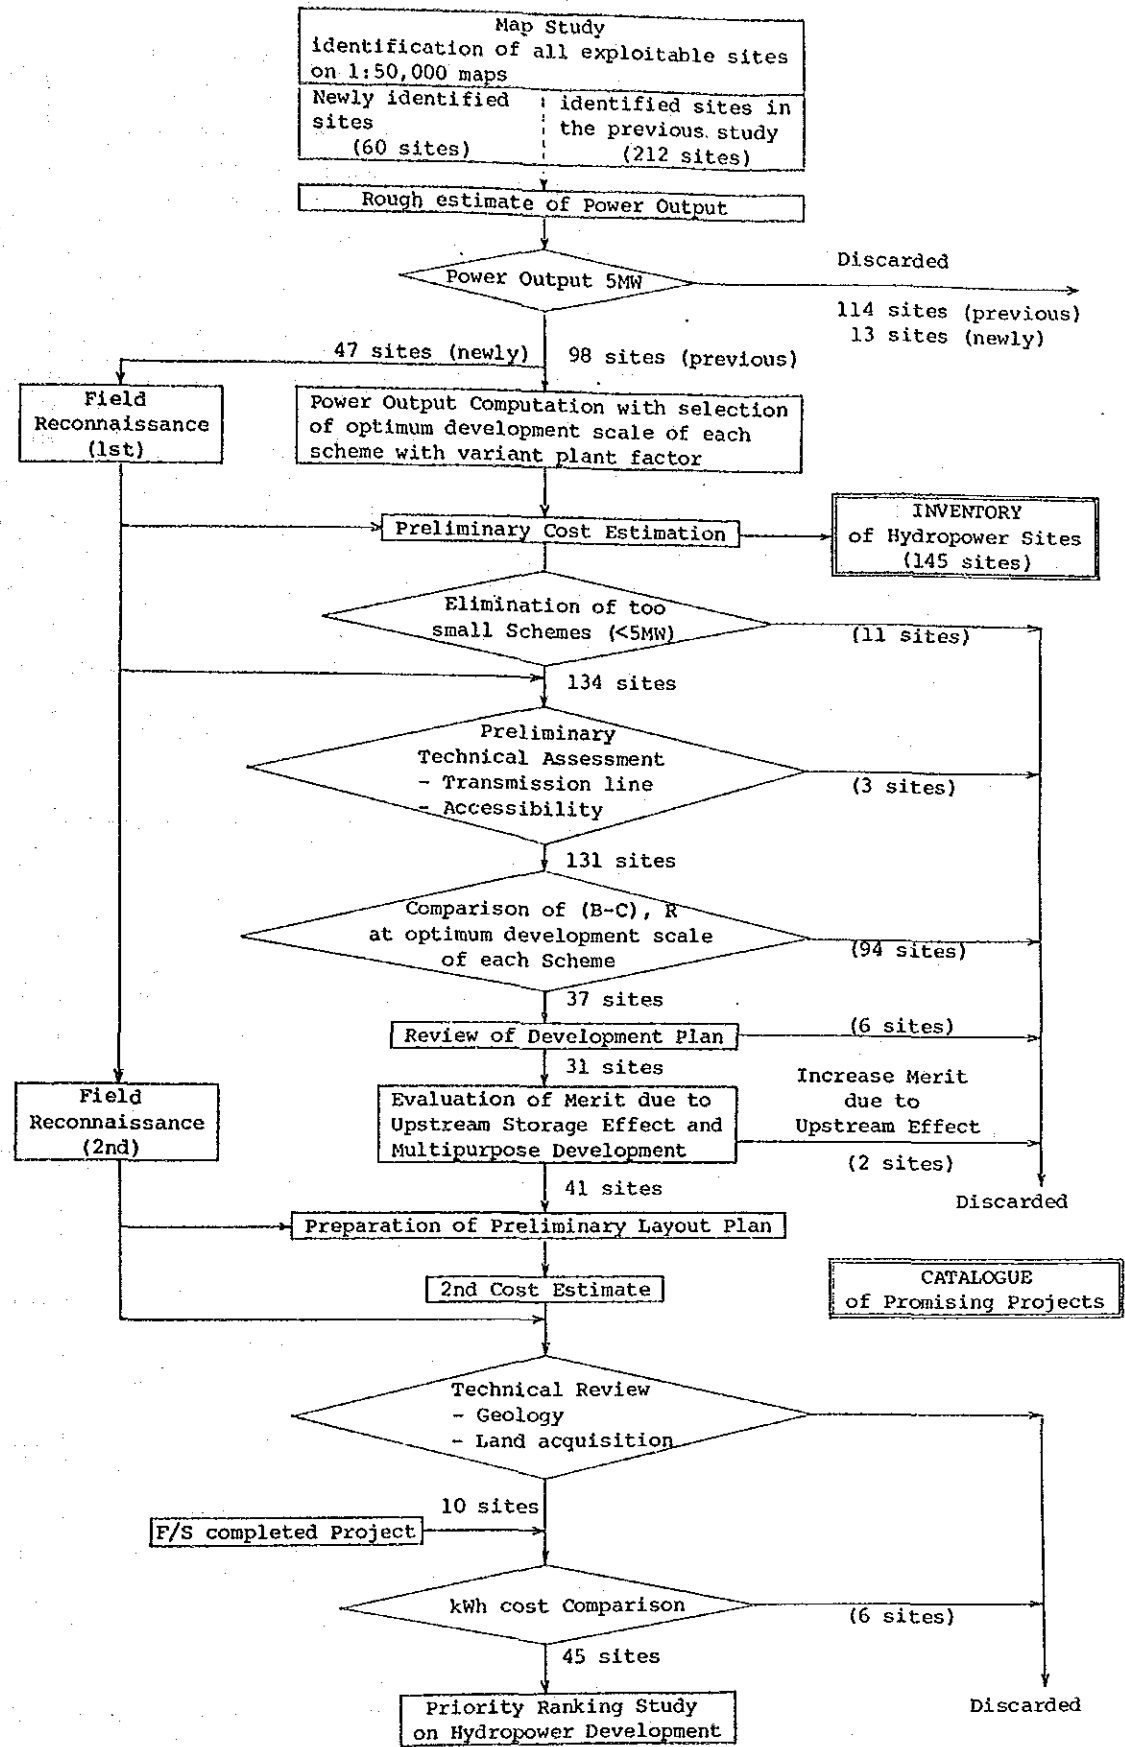 Map Study
identification of all exploitable sites
on 1:50,000 maps
Newly identified
sites
(60 sites)
identified sites in
the previous study
(212 sites)
Rough estimate of Power Output
Power Output 5MW
Discarded
114 sites (previous)
13 sites (newly)
47 sites (newly)
98 sites (previous)
Field
Reconnaissance
(1st)
Power Output Computation with selection
of optimum development scale of each
scheme with variant plant factor
Preliminary Cost Estimation
INVENTORY
of Hydropower Sites
(145 sites)
Elimination of too
small Schemes (<5MW)
(11 sites)
134 sites
Preliminary
Technical Assessment
- Transmission line
- Accessibility
(3 sites)
131 sites
Comparison of (B-C), R
at optimum development scale
of each Scheme
(94 sites)
37 sites
Review of Development Plan
(6 sites)
31 sites
Field
Reconnaissance
(2nd)
Evaluation of Merit due to
Upstream Storage Effect and
Multipurpose Development
Increase Merit
due to
Upstream Effect
(2 sites)
41 sites
Discarded
Preparation of Preliminary Layout Plan
2nd Cost Estimate
CATALOGUE
of Promising Projects
Technical Review
- Geology
- Land acquisition
10 sites
F/S completed Project
kWh cost Comparison
(6 sites)
45 sites
Priority Ranking Study
on Hydropower Development
Discarded